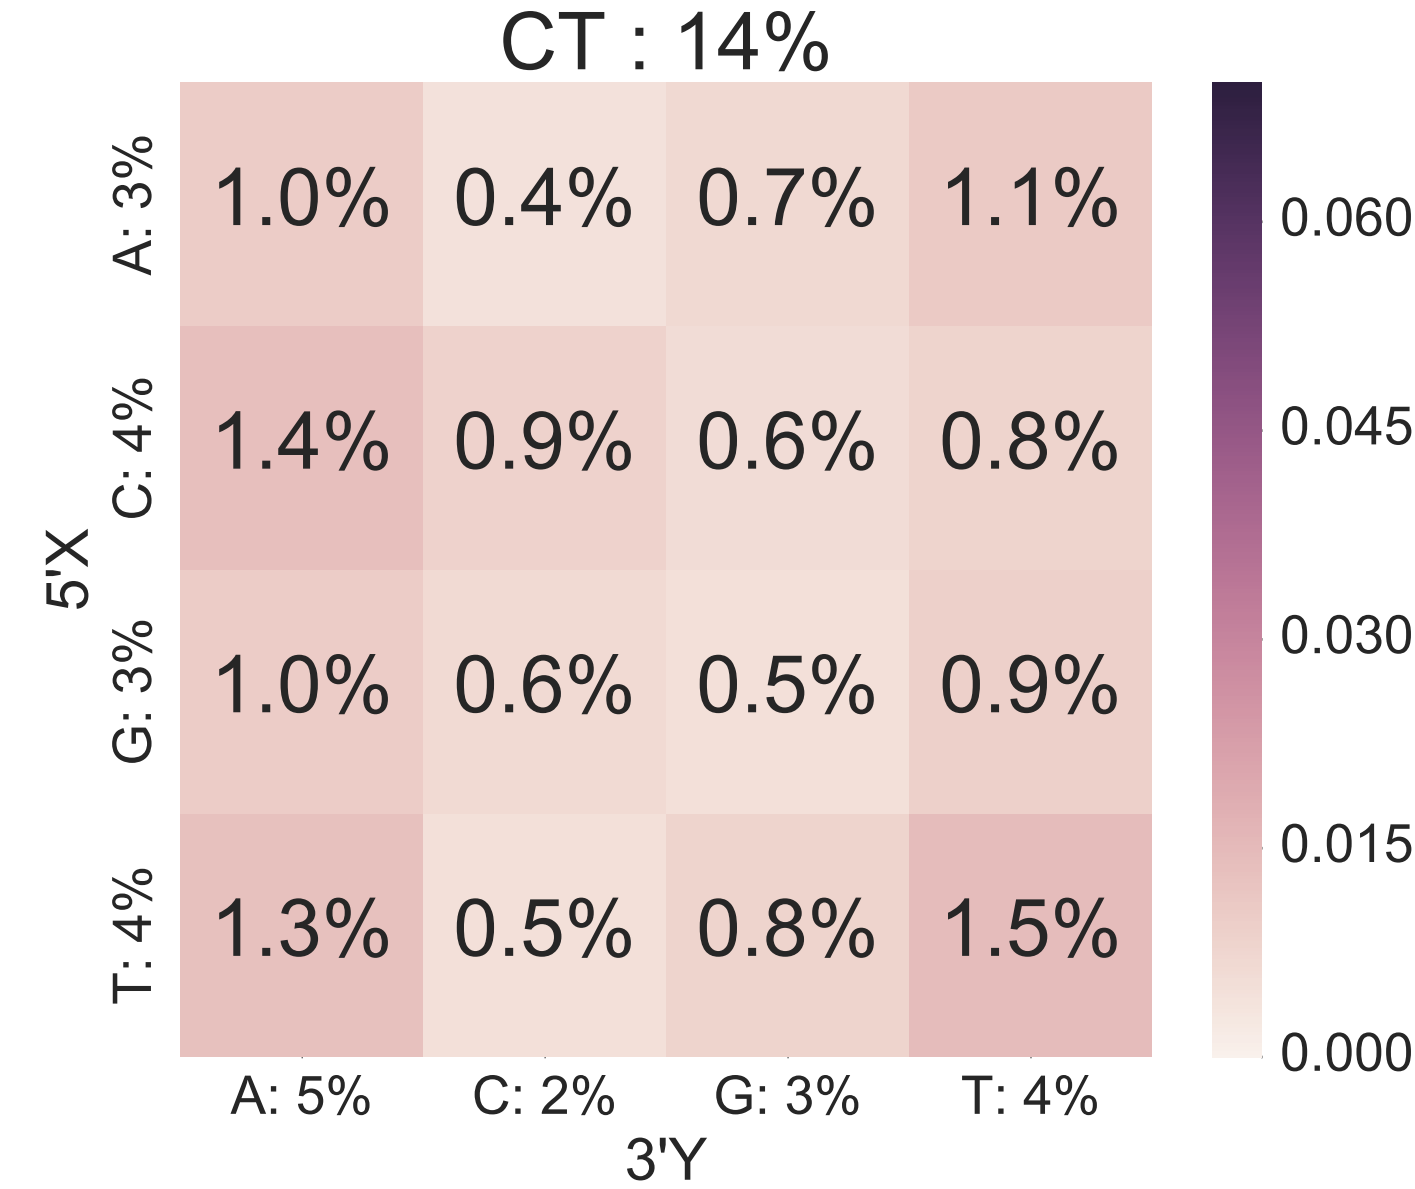 CT : 14%
A: 3%
1.0% 0.4% 0.7% 1.1%
C: 4%
1.4% 0.9% 0.6% 0.8%
G: 3%
1.0% 0.6% 0.5% 0.9%
T: 4%
1.3% 0.5% 0.8% 1.5%
5'X
A: 5% C: 2% G: 3% T: 4%
3'Y
0.060
0.045
0.030
0.015
0.000